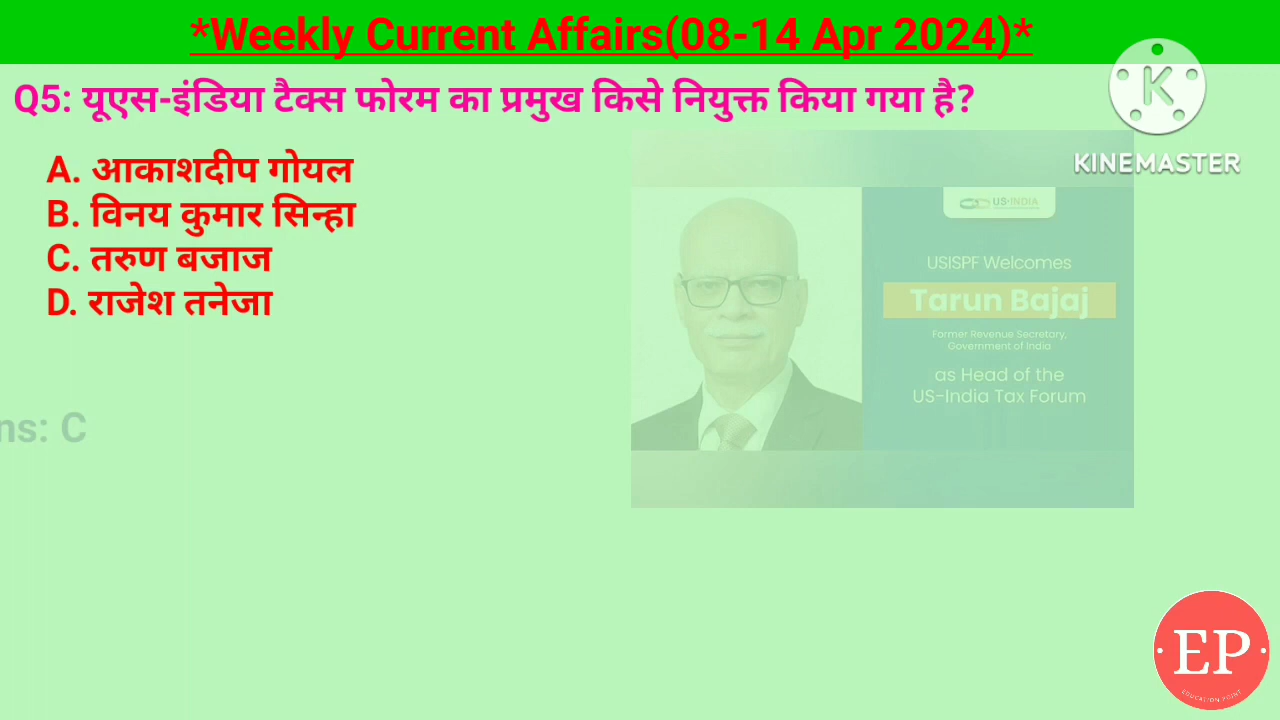 *Weekly Current Affairs(08-14 Apr 2024)*
Q5: यूएस-इंडिया टैक्स फोरम का प्रमुख किसे नियुक्त किया गया है?
A. आकाशदीप गोयल
B. विनय कुमार सिन्हा
C. तरुण बजाज
D. राजेश तनेजा
ns: C
K
KINEMASTER
US-INDIA
USISPF Welcomes
Tarun Bajaj
Former Revenue Secretary,
Government of India
as Head of the
US-India Tax Forum
EP
EDUCATION POINT